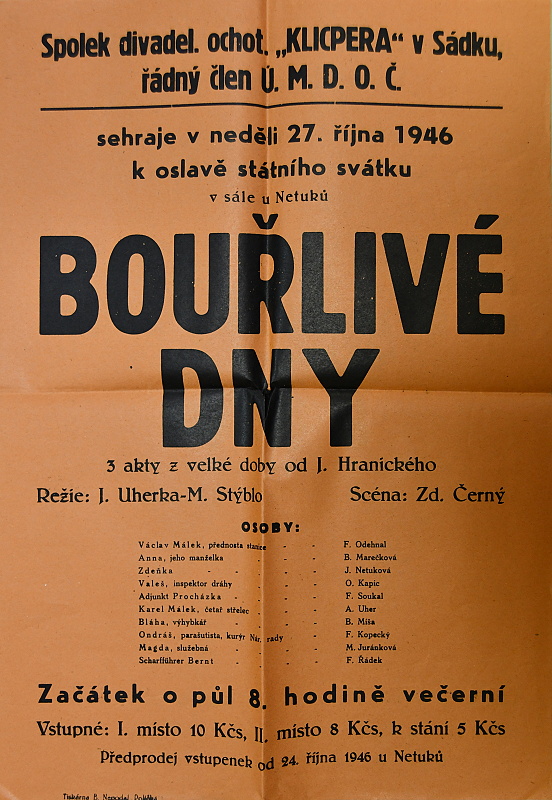 Spolek divadel. ochot. „KLICPERA“ v Sádku,
řádný člen Ú. M. D. O. Č.
sehraje v neděli 27. října 1946
k oslavě státního svátku
v sále u Netuků
BOUŘLIVÉ
DNY
3 akty z velké doby od J. Hranického
Režie: J. Uherka-M. Stýblo Scéna: Zd. Černý
OSOBY:
Václav Málek, přednosta stanice - - F. Odehnal
Anna, jeho manželka - - - B. Marečková
Zdeňka - - - - - J. Netuková
Valeš, inspektor dráhy - - - O. Kapic
Adjunkt Procházka - - - - F. Soukal
Karel Málek, četař střelec - - - A. Uher
Bláha, výhybkář - - - - B. Míša
Ondráš, parašutista, kurýr Nár. rady - F. Kopecký
Magda, služebná - - - - M. Juránková
Scharfführer Bernt - - - - F. Řádek
Začátek o půl 8. hodině večerní
Vstupné: I. místo 10 Kčs, II. místo 8 Kčs, k stání 5 Kčs
Předprodej vstupenek od 24. října 1946 u Netuků
Tiskárna B. Nepodal, Polička